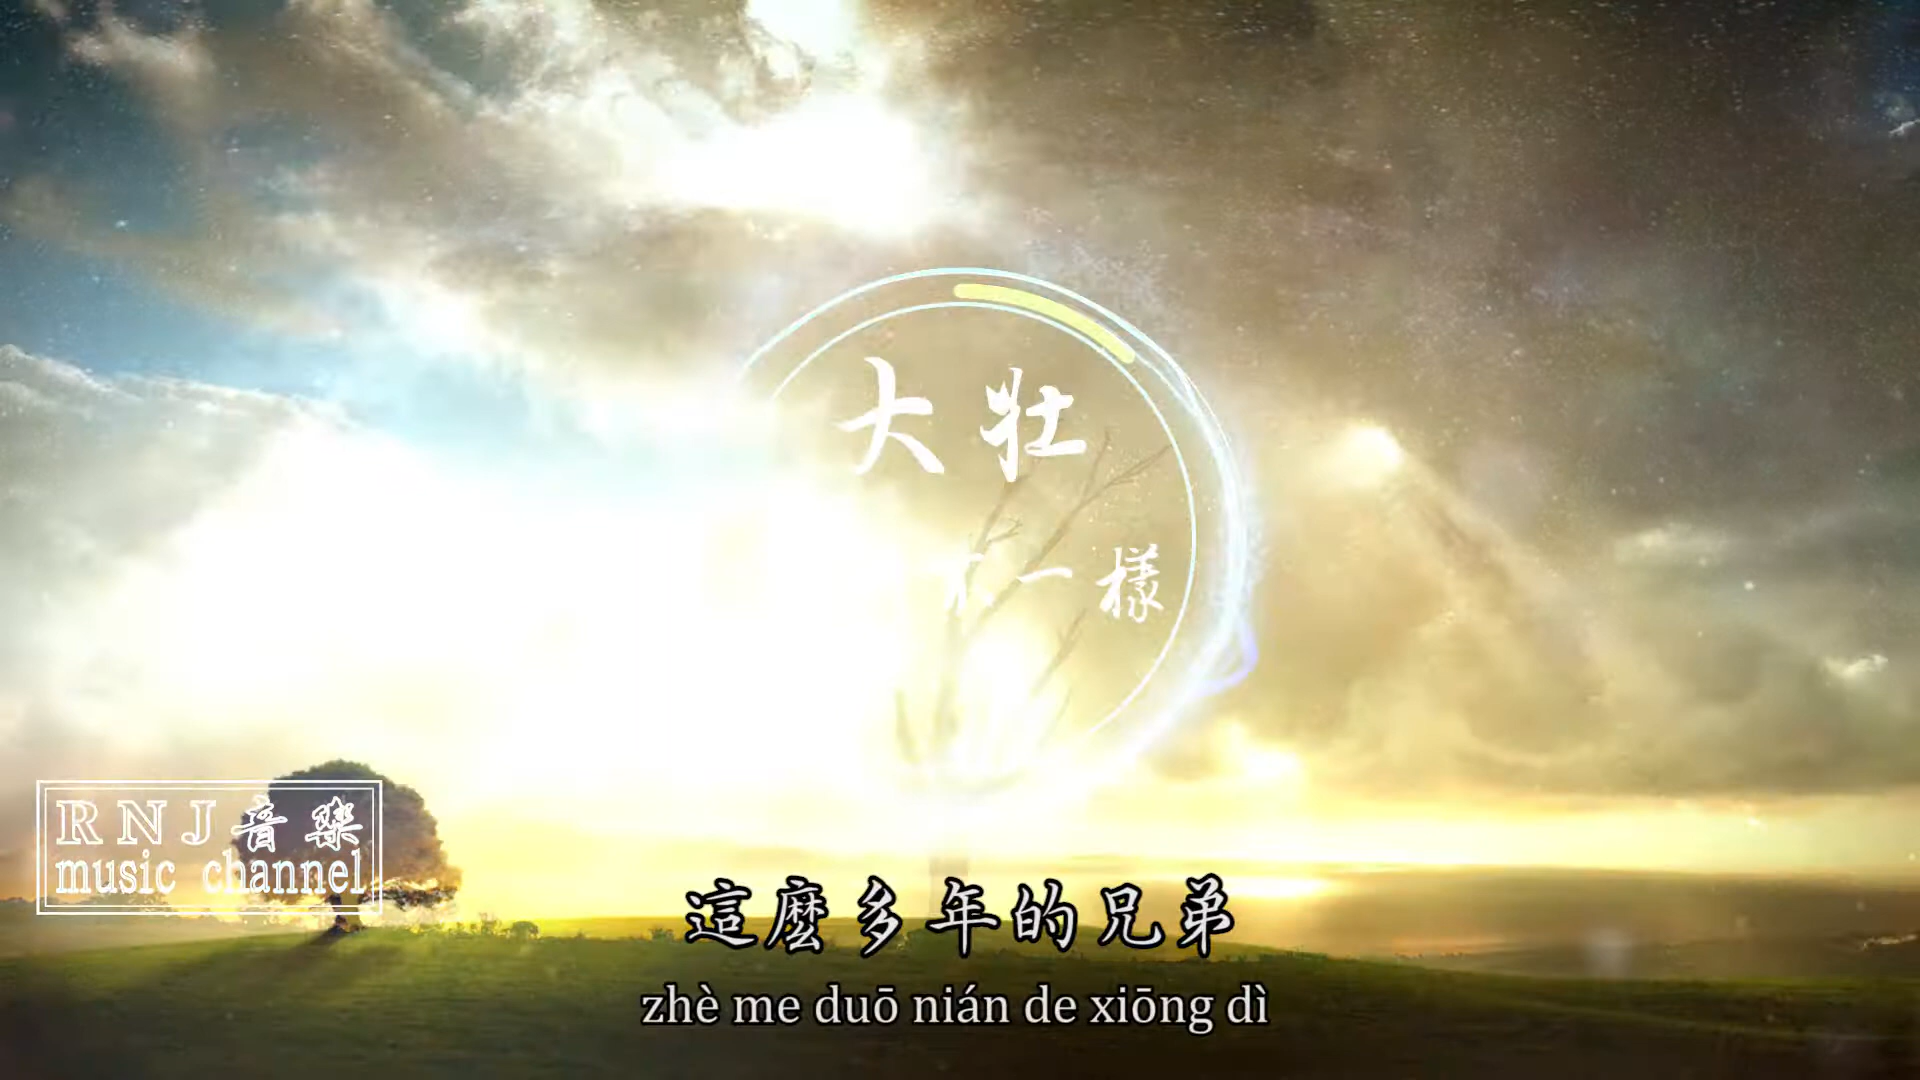 大壯
不一樣
RNJ音樂
music channel
這麼多年的兄弟
zhè me duō nián de xiōng dì